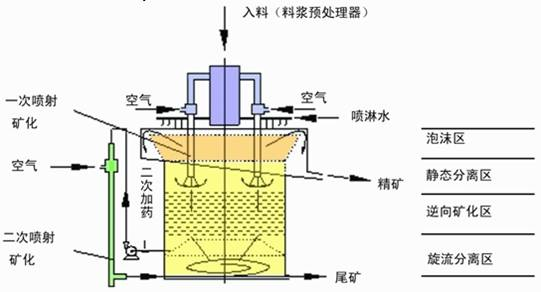 入料（料浆预处理器）
空气
空气
一次喷射
矿化
喷淋水
泡沫区
空气
二次加药
静态分离区
精矿
逆向矿化区
二次喷射
矿化
旋流分离区
尾矿